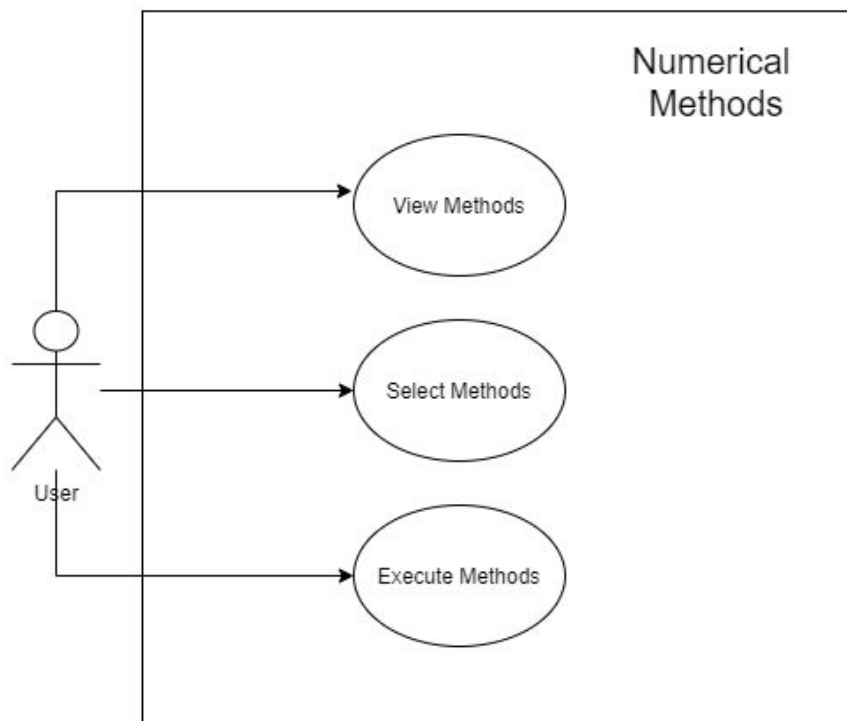 Numerical
Methods
View Methods
Select Methods
User
Execute Methods